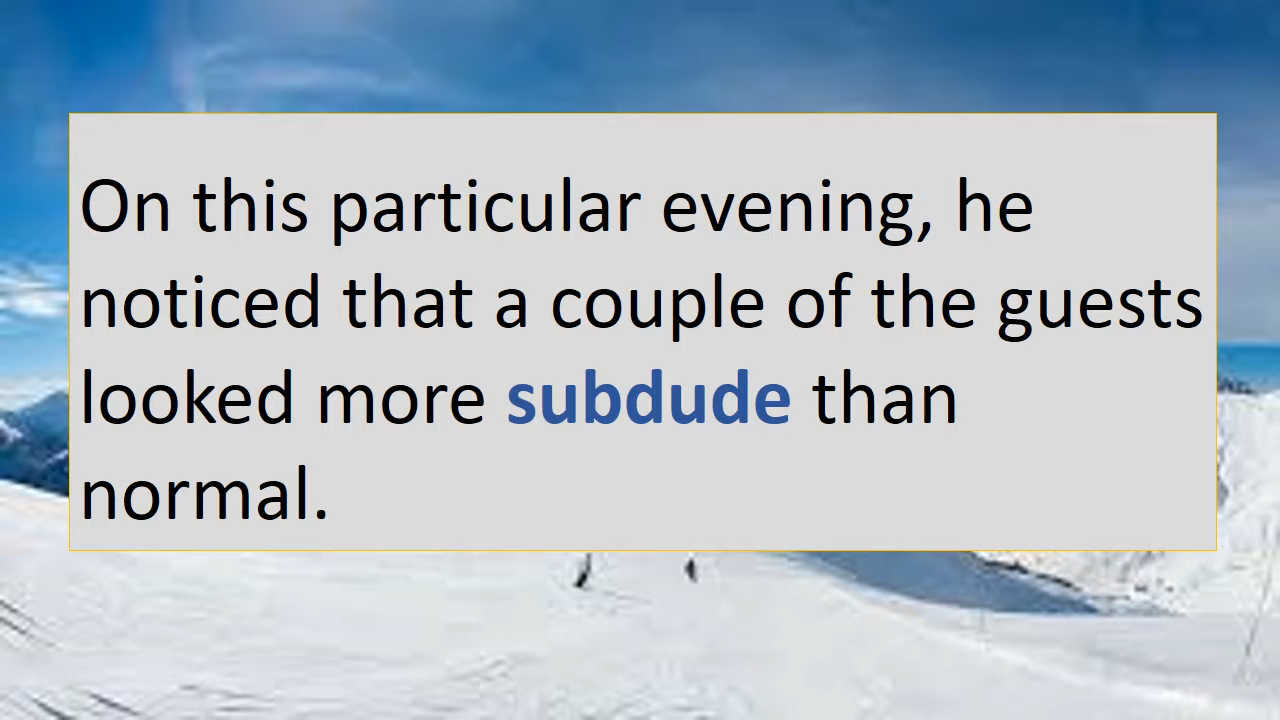 On this particular evening, he
noticed that a couple of the guests
looked more subdude than
normal.